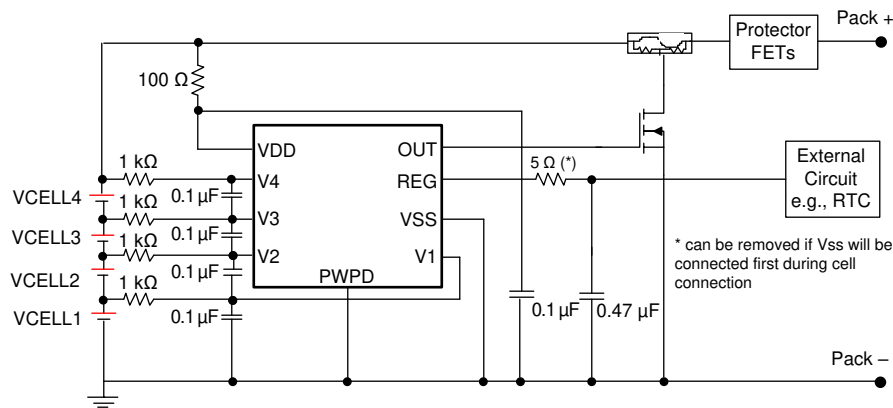 Pack +
Protector
FETs
100 Ω
VDD
OUT
1 kΩ
V4
REG
5 Ω (*)
External
Circuit
e.g., RTC
VCELL4
0.1 µF
1 kΩ
V3
VSS
VCELL3
0.1 µF
1 kΩ
V2
V1
* can be removed if Vss will be
connected first during cell
connection
VCELL2
0.1 µF
PWPD
1 kΩ
VCELL1
0.1 µF
0.1 µF
0.47 µF
Pack –